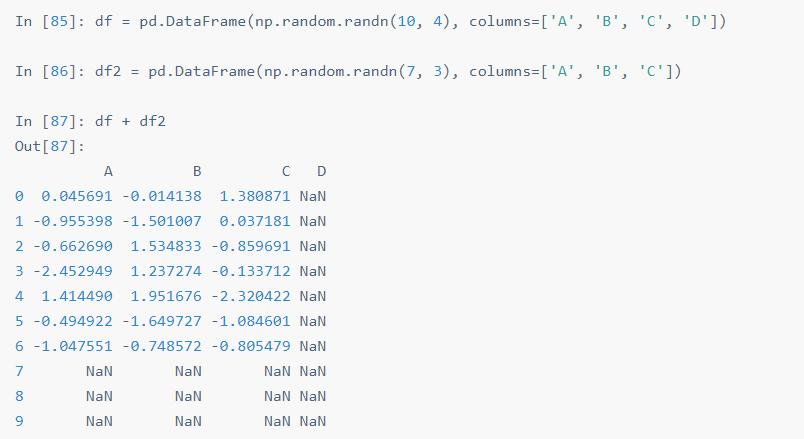 In [85]: df = pd.DataFrame(np.random.randn(10, 4), columns=['A', 'B', 'C', 'D'])
In [86]: df2 = pd.DataFrame(np.random.randn(7, 3), columns=['A', 'B', 'C'])
In [87]: df + df2
Out[87]:
          A         B         C   D
0  0.045691 -0.014138  1.380871 NaN
1 -0.955398 -1.501007  0.037181 NaN
2 -0.662690  1.534833 -0.859691 NaN
3 -2.452949  1.237274 -0.133712 NaN
4  1.414490  1.951676 -2.320422 NaN
5 -0.494922 -1.649727 -1.084601 NaN
6 -1.047551 -0.748572 -0.805479 NaN
7       NaN       NaN       NaN NaN
8       NaN       NaN       NaN NaN
9       NaN       NaN       NaN NaN